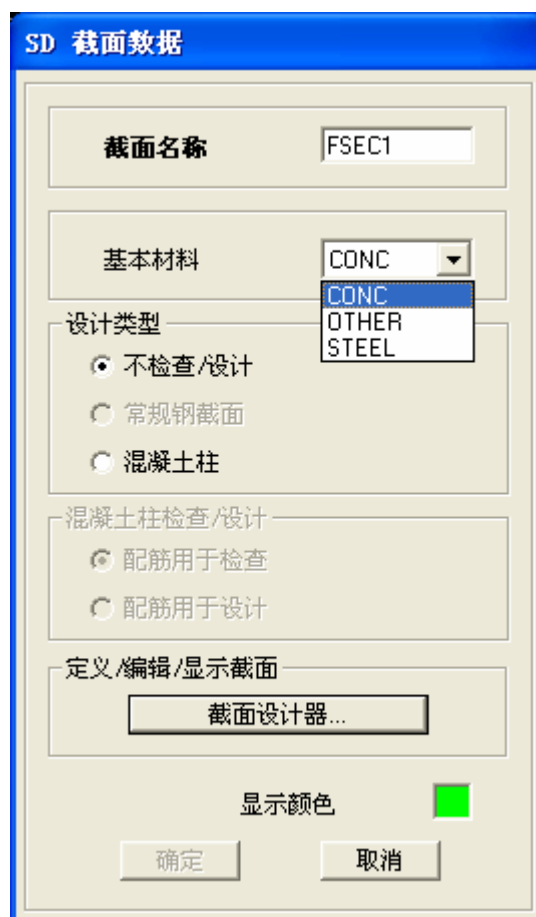 SD 截面数据
截面名称 FSEC1
基本材料 CONC
CONC
OTHER
STEEL
设计类型
不检查/设计
常规钢截面
混凝土柱
混凝土柱检查/设计
配筋用于检查
配筋用于设计
定义/编辑/显示截面
截面设计器...
显示颜色
确定 取消